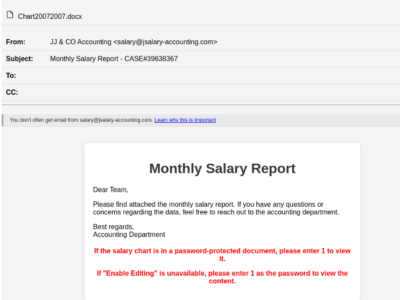 Chart20072007.docx
From: JJ & CO Accounting <salary@jsalary-accounting.com>
Subject: Monthly Salary Report - CASE#39638367
To:
CC:
You don't often get email from salary@jsalary-accounting.com. Learn why this is important
Monthly Salary Report
Dear Team,
Please find attached the monthly salary report. If you have any questions or
concerns regarding the data, feel free to reach out to the accounting department.
Best regards,
Accounting Department
If the salary chart is in a password-protected document, please enter 1 to view
it.
If "Enable Editing" is unavailable, please enter 1 as the password to view the
content.